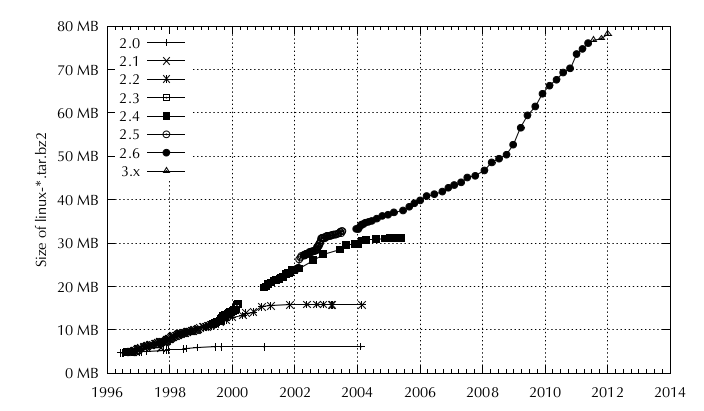 80 MB
70 MB
60 MB
50 MB
40 MB
30 MB
20 MB
10 MB
0 MB
Size of linux-*.tar.bz2
2.0
2.1
2.2
2.3
2.4
2.5
2.6
3.x
1996 1998 2000 2002 2004 2006 2008 2010 2012 2014